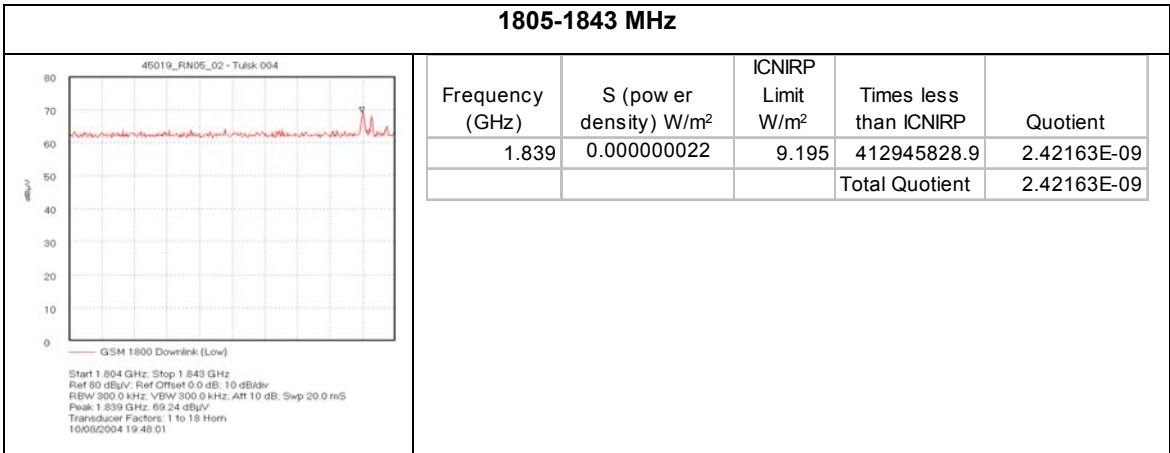 1805-1843 MHz
45019_RN05_02 - Tulsk 004
80
70
60
50
40
30
20
10
0
dBµV
GSM 1800 Downlink (Low)
Start 1.804 GHz; Stop 1.843 GHz
Ref 80 dBµV; Ref Offset 0.0 dB; 10 dB/div
RBW 300.0 kHz; VBW 300.0 kHz; Att 10 dB; Swp 20.0 mS
Peak 1.839 GHz, 69.24 dBµV
Transducer Factors: 1 to 18 Horn
10/08/2004 19:48:01
Frequency (GHz) S (pow er density) W/m² ICNIRP Limit W/m² Times less than ICNIRP Quotient
1.839 0.000000022 9.195 412945828.9 2.42163E-09
Total Quotient 2.42163E-09